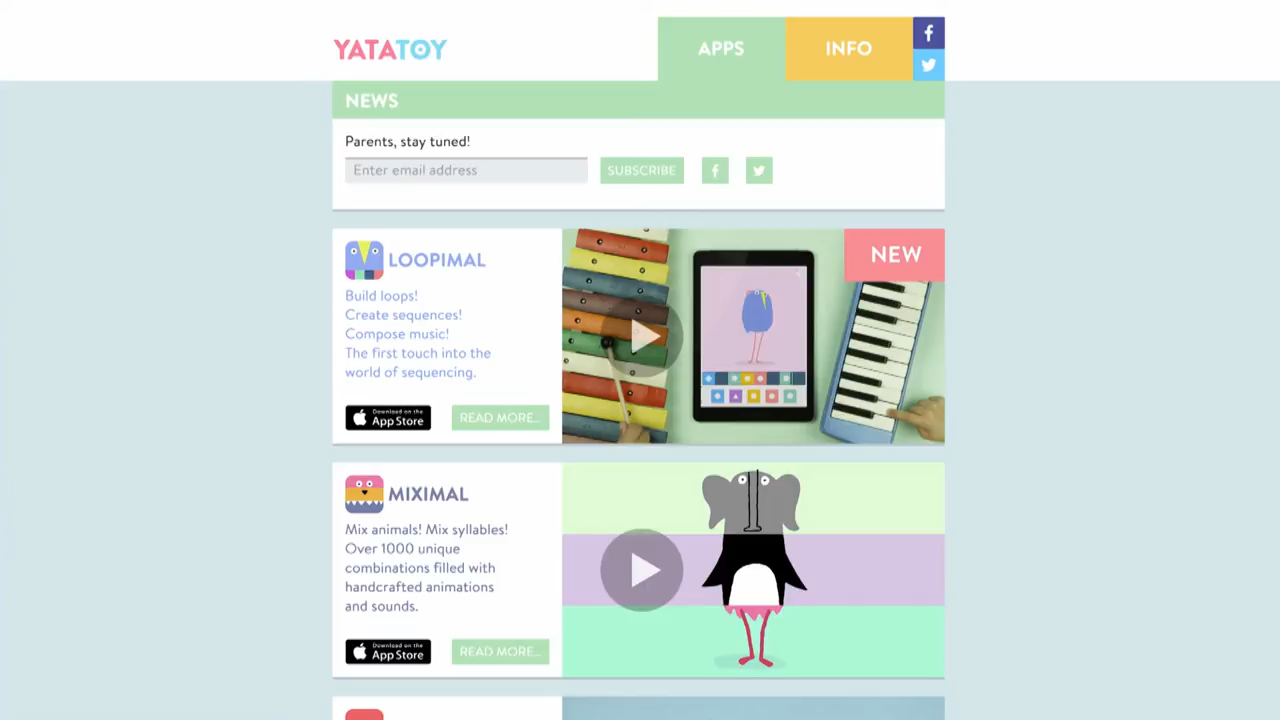 YATATOY
APPS
INFO
NEWS
Parents, stay tuned!
Enter email address
SUBSCRIBE
LOOPIMAL
Build loops!
Create sequences!
Compose music!
The first touch into the
world of sequencing.
Download on the
App Store
READ MORE...
NEW
MIXIMAL
Mix animals! Mix syllables!
Over 1000 unique
combinations filled with
handcrafted animations
and sounds.
Download on the
App Store
READ MORE...